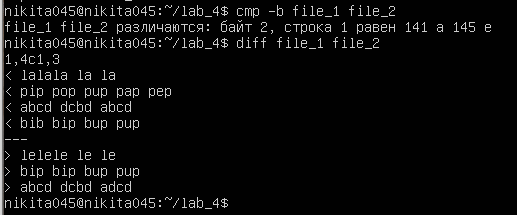 nikita045@nikita045:~/lab_4$ cmp -b file_1 file_2
file_1 file_2 различаются: байт 2, строка 1 равен 141 a 145 e
nikita045@nikita045:~/lab_4$ diff file_1 file_2
1,4c1,3
< lalala la la
< pip pop pup pap pep
< abcd dcbd abcd
< bib bip bup pup
---
> lelele le le
> bip bip bup pup
> abcd dcbd adcd
nikita045@nikita045:~/lab_4$